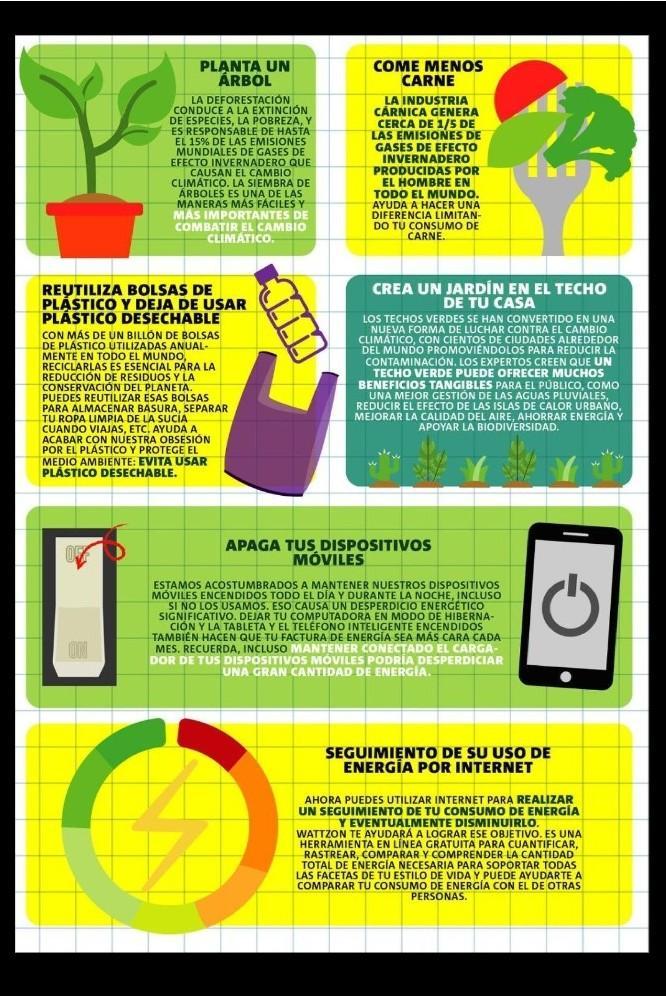 PLANTA UN
ÁRBOL
LA DEFORESTACIÓN
CONDUCE A LA EXTINCIÓN
DE ESPECIES, LA POBREZA, Y
ES RESPONSABLE DE HASTA
EL 15% DE LAS EMISIONES
MUNDIALES DE GASES DE
EFECTO INVERNADERO QUE
CAUSAN EL CAMBIO
CLIMÁTICO. LA SIEMBRA DE
ÁRBOLES ES UNA DE LAS
MANERAS MÁS FÁCILES Y
MÁS IMPORTANTES DE
COMBATIR EL CAMBIO
CLIMÁTICO.
COME MENOS
CARNE
LA INDUSTRIA
CÁRNICA GENERA
CERCA DE 1/5 DE
LAS EMISIONES DE
GASES DE EFECTO
INVERNADERO
PRODUCIDAS POR
EL HOMBRE EN
TODO EL MUNDO.
AYUDA A HACER UNA
DIFERENCIA LIMITAN-
DO TU CONSUMO DE
CARNE.
REUTILIZA BOLSAS DE
PLÁSTICO Y DEJA DE USAR
PLÁSTICO DESECHABLE
CON MÁS DE UN BILLÓN DE BOLSAS
DE PLÁSTICO UTILIZADAS ANUAL-
MENTE EN TODO EL MUNDO,
RECICLARLAS ES ESENCIAL PARA LA
REDUCCIÓN DE RESIDUOS Y LA
CONSERVACIÓN DEL PLANETA.
PUEDES REUTILIZAR ESAS BOLSAS
PARA ALMACENAR BASURA, SEPARAR
TU ROPA LIMPIA DE LA SUCIA
CUANDO VIAJAS, ETC. AYUDA A
ACABAR CON NUESTRA OBSESIÓN
POR EL PLÁSTICO Y PROTEGE EL
MEDIO AMBIENTE: EVITA USAR
PLÁSTICO DESECHABLE.
CREA UN JARDÍN EN EL TECHO
DE TU CASA
LOS TECHOS VERDES SE HAN CONVERTIDO EN UNA
NUEVA FORMA DE LUCHAR CONTRA EL CAMBIO
CLIMÁTICO, CON CIENTOS DE CIUDADES ALREDEDOR
DEL MUNDO PROMOVIÉNDOLOS PARA REDUCIR LA
CONTAMINACIÓN. LOS EXPERTOS CREEN QUE UN
TECHO VERDE PUEDE OFRECER MUCHOS
BENEFICIOS TANGIBLES PARA EL PÚBLICO, COMO
UNA MEJOR GESTIÓN DE LAS AGUAS PLUVIALES,
REDUCIR EL EFECTO DE LAS ISLAS DE CALOR URBANO,
MEJORAR LA CALIDAD DEL AIRE, AHORRAR ENERGÍA Y
APOYAR LA BIODIVERSIDAD.
OFF
ON
APAGA TUS DISPOSITIVOS
MÓVILES
ESTAMOS ACOSTUMBRADOS A MANTENER NUESTROS DISPOSITIVOS
MÓVILES ENCENDIDOS TODO EL DÍA Y DURANTE LA NOCHE, INCLUSO
SI NO LOS USAMOS. ESO CAUSA UN DESPERDICIO ENERGÉTICO
SIGNIFICATIVO. DEJAR TU COMPUTADORA EN MODO DE HIBERNA-
CIÓN Y LA TABLETA Y EL TELÉFONO INTELIGENTE ENCENDIDOS
TAMBIÉN HACEN QUE TU FACTURA DE ENERGÍA SEA MÁS CARA CADA
MES. RECUERDA, INCLUSO MANTENER CONECTADO EL CARGA-
DOR DE TUS DISPOSITIVOS MÓVILES PODRÍA DESPERDICIAR
UNA GRAN CANTIDAD DE ENERGÍA.
SEGUIMIENTO DE SU USO DE
ENERGÍA POR INTERNET
AHORA PUEDES UTILIZAR INTERNET PARA REALIZAR
UN SEGUIMIENTO DE TU CONSUMO DE ENERGÍA
Y EVENTUALMENTE DISMINUIRLO.
WATTZON TE AYUDARÁ A LOGRAR ESE OBJETIVO. ES UNA
HERRAMIENTA EN LÍNEA GRATUITA PARA CUANTIFICAR,
RASTREAR, COMPARAR Y COMPRENDER LA CANTIDAD
TOTAL DE ENERGÍA NECESARIA PARA SOPORTAR TODAS
LAS FACETAS DE TU ESTILO DE VIDA Y PUEDE AYUDARTE A
COMPARAR TU CONSUMO DE ENERGÍA CON EL DE OTRAS
PERSONAS.